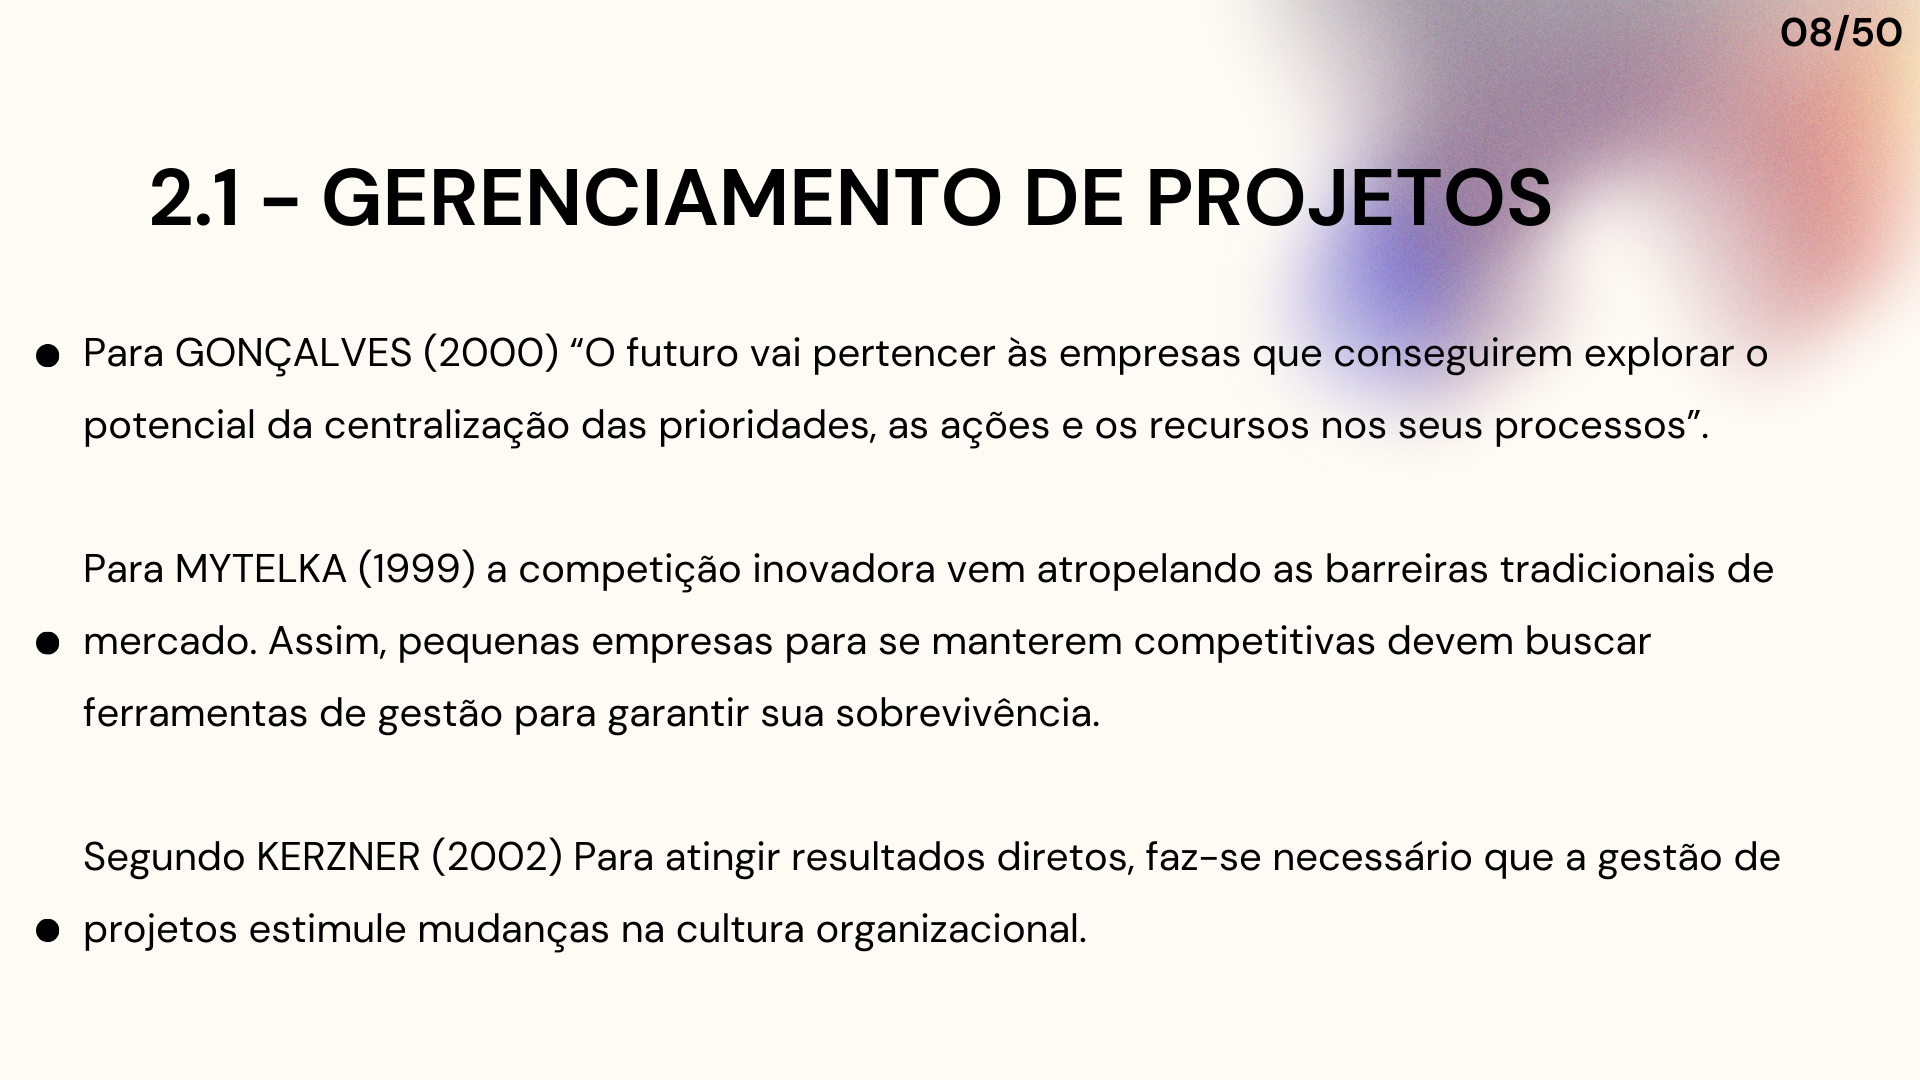 08/50
2.1 - GERENCIAMENTO DE PROJETOS
● Para GONÇALVES (2000) “O futuro vai pertencer às empresas que conseguirem explorar o
potencial da centralização das prioridades, as ações e os recursos nos seus processos”.
Para MYTELKA (1999) a competição inovadora vem atropelando as barreiras tradicionais de
● mercado. Assim, pequenas empresas para se manterem competitivas devem buscar
ferramentas de gestão para garantir sua sobrevivência.
Segundo KERZNER (2002) Para atingir resultados diretos, faz-se necessário que a gestão de
● projetos estimule mudanças na cultura organizacional.